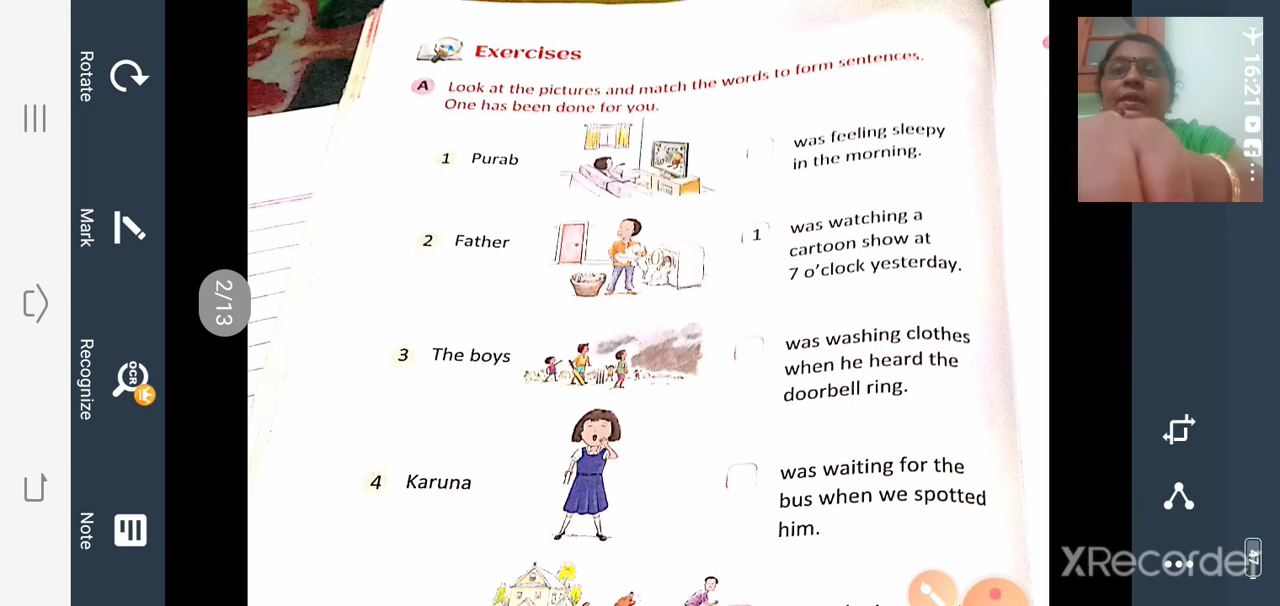 Exercises
A Look at the pictures and match the words to form sentences.
One has been done for you.
1 Purab
was feeling sleepy
in the morning.
2 Father
1 was watching a
cartoon show at
7 o'clock yesterday.
3 The boys
was washing clothes
when he heard the
doorbell ring.
4 Karuna
was waiting for the
bus when we spotted
him.
Rotate
Mark
OCR
Recognize
Note
2/13
16:21
47
XRecorder